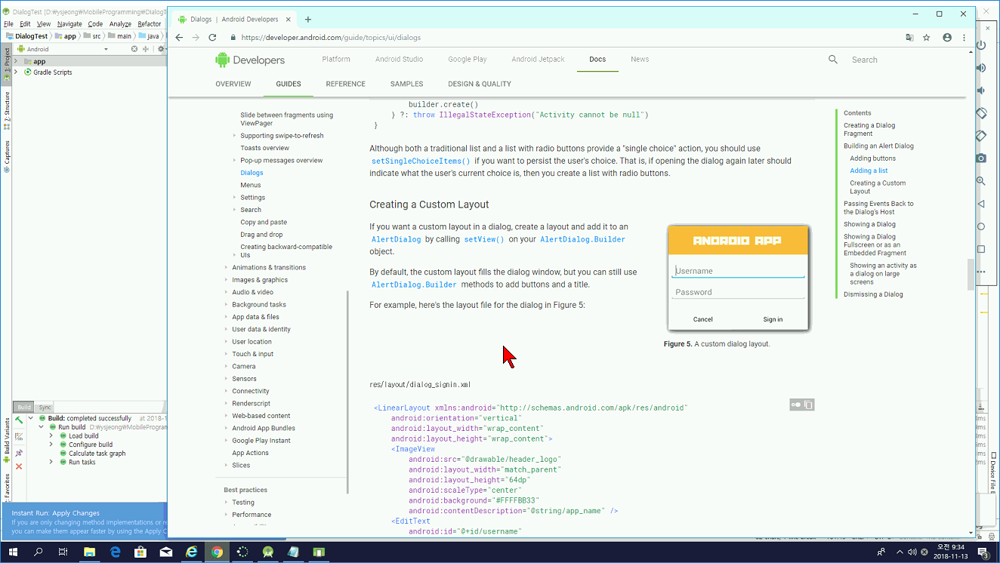 DialogTest [D:₩ysjeong₩MobileProgramming₩DialogT
File Edit View Navigate Code Analyze Refactor
DialogTest app src main java
Android
1: Project
app
Gradle Scripts
Z: Structure
Captures
Build Variants
Favorites
Build Sync
Build: completed successfully at 2018-1
Run build D:₩ysjeong₩MobileProgram
Load build
Configure build
Calculate task graph
Run tasks
Instant Run: Apply Changes
If you are only changing method implementations or re
you can make them appear faster by using the Apply C
Dialogs | Android Developers
https://developer.android.com/guide/topics/ui/dialogs
Developers
Platform Android Studio Google Play Android Jetpack Docs News
Search
OVERVIEW GUIDES REFERENCE SAMPLES DESIGN & QUALITY
Slide between fragments using
ViewPager
Supporting swipe-to-refresh
Toasts overview
Pop-up messages overview
Dialogs
Menus
Settings
Search
Copy and paste
Drag and drop
Creating backward-compatible
UIs
Animations & transitions
Images & graphics
Audio & video
Background tasks
App data & files
User data & identity
User location
Touch & input
Camera
Sensors
Connectivity
Renderscript
Web-based content
Android App Bundles
Google Play Instant
App Actions
Slices
Best practices
Testing
Performance
builder.create()
} ?: throw IllegalStateException("Activity cannot be null")
}
Although both a traditional list and a list with radio buttons provide a "single choice" action, you should use
setSingleChoiceItems() if you want to persist the user's choice. That is, if opening the dialog again later should
indicate what the user's current choice is, then you create a list with radio buttons.
Creating a Custom Layout
If you want a custom layout in a dialog, create a layout and add it to an
AlertDialog by calling setView() on your AlertDialog.Builder
object.
By default, the custom layout fills the dialog window, but you can still use
AlertDialog.Builder methods to add buttons and a title.
For example, here's the layout file for the dialog in Figure 5:
ANDROID APP
Username
Password
Cancel Sign in
Figure 5. A custom dialog layout.
res/layout/dialog_signin.xml
<LinearLayout xmlns:android="http://schemas.android.com/apk/res/android"
android:orientation="vertical"
android:layout_width="wrap_content"
android:layout_height="wrap_content">
<ImageView
android:src="@drawable/header_logo"
android:layout_width="match_parent"
android:layout_height="64dp"
android:scaleType="center"
android:background="#FFFFBB33"
android:contentDescription="@string/app_name" />
<EditText
android:id="@+id/username"
Contents
Creating a Dialog
Fragment
Building an Alert Dialog
Adding buttons
Adding a list
Creating a Custom
Layout
Passing Events Back to
the Dialog's Host
Showing a Dialog
Showing a Dialog
Fullscreen or as an
Embedded Fragment
Showing an activity as
a dialog on large
screens
Dismissing a Dialog
오전 9:34
2018-11-13
3